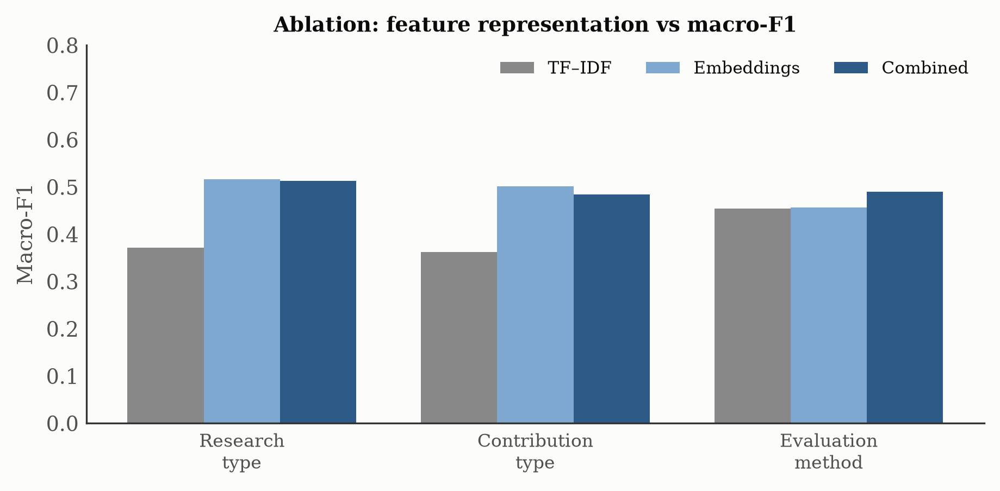 Ablation: feature representation vs macro-F1
TF–IDF Embeddings Combined
Macro-F1
0.8
0.7
0.6
0.5
0.4
0.3
0.2
0.1
0.0
Research
type
Contribution
type
Evaluation
method